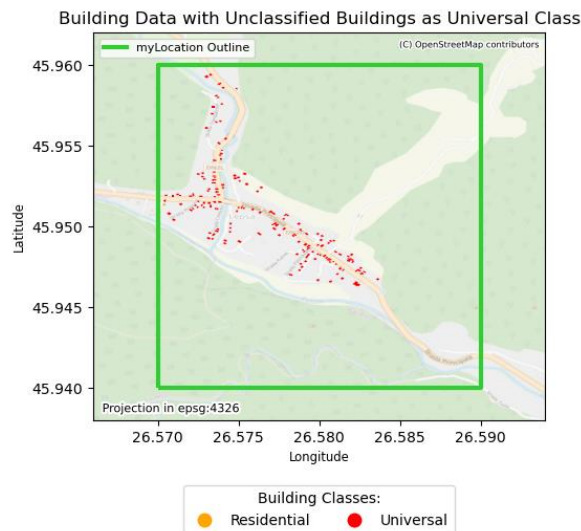 Building Data with Unclassified Buildings as Universal Class
myLocation Outline
(C) OpenStreetMap contributors
45.960
45.955
45.950
45.945
45.940
Latitude
Projection in epsg:4326
26.570 26.575 26.580 26.585 26.590
Longitude
Building Classes:
Residential Universal